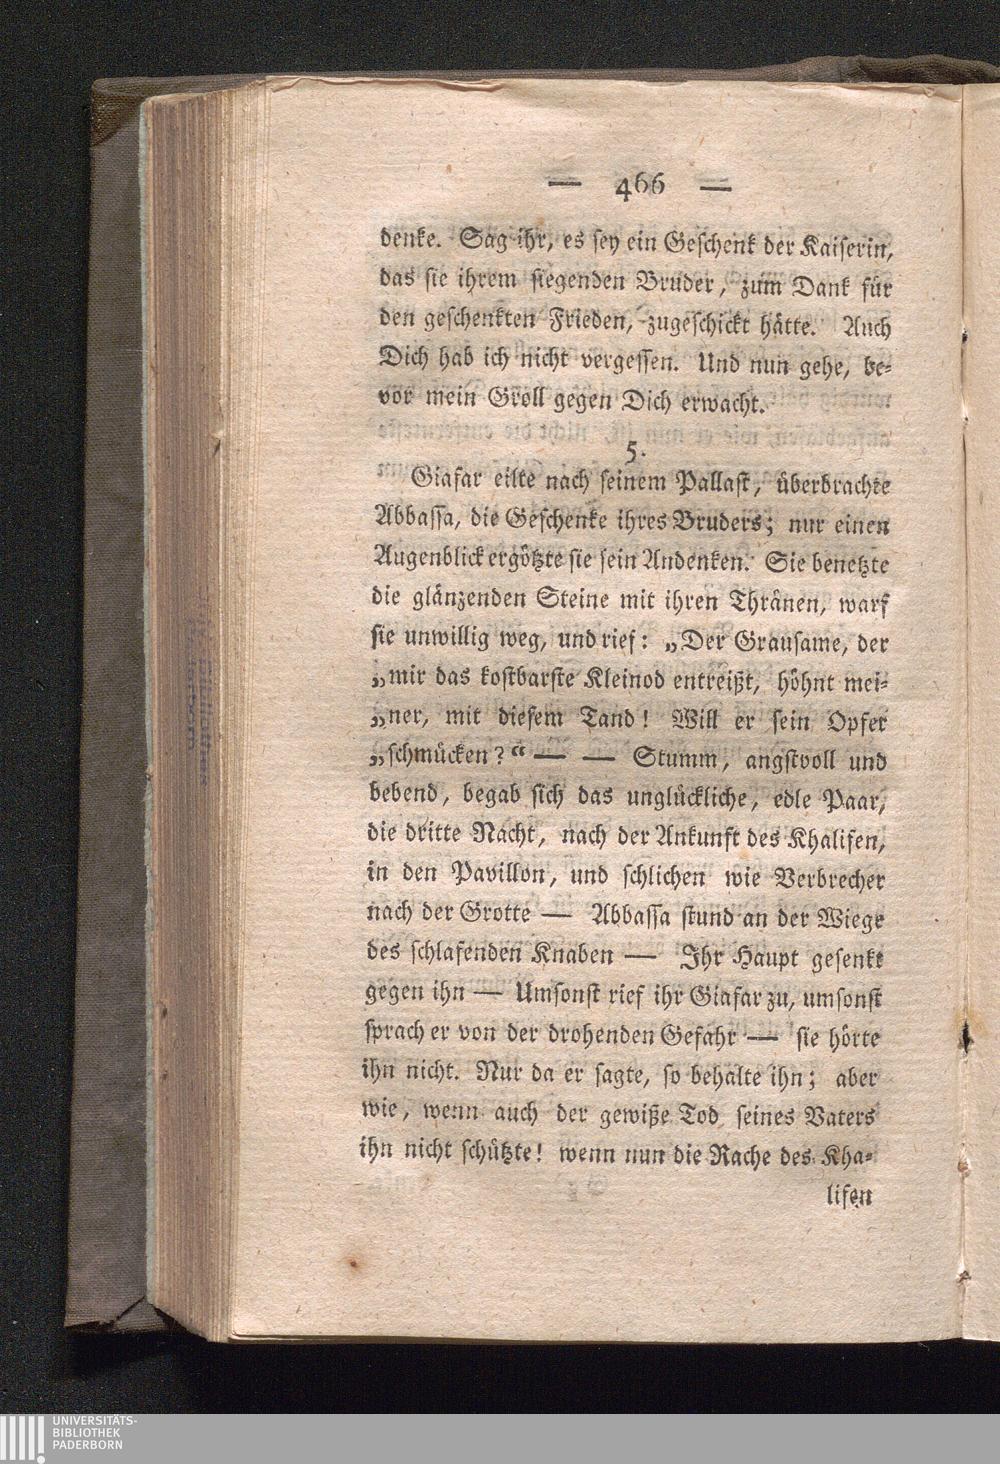 — 466 —
denke. Sag ihr, es sey ein Geschenk der Kaiserin,
das sie ihrem siegenden Bruder, zum Dank für
den geschenkten Frieden, zugeschickt hätte. Auch
Dich hab ich nicht vergessen. Und nun gehe, be-
vor mein Groll gegen Dich erwacht.
5.
Giafar eilte nach seinem Pallast, überbrachte
Abbassa, die Geschenke ihres Bruders; nur einen
Augenblick ergötzte sie sein Andenken. Sie benetzte
die glänzenden Steine mit ihren Thränen, warf
sie unwillig weg, und rief: „Der Grausame, der
„mir das kostbarste Kleinod entreißt, höhnt mei-
„ner, mit diesem Tand! Will er sein Opfer
„schmücken?“ — — Stumm, angstvoll und
bebend, begab sich das unglückliche, edle Paar,
die dritte Nacht, nach der Ankunft des Khalifen,
in den Pavillon, und schlichen wie Verbrecher
nach der Grotte — Abbassa stund an der Wiege
des schlafenden Knaben — Ihr Haupt gesenkt
gegen ihn — Umsonst rief ihr Giafar zu, umsonst
sprach er von der drohenden Gefahr — sie hörte
ihn nicht. Nur da er sagte, so behalte ihn; aber
wie, wenn auch der gewiße Tod seines Vaters
ihn nicht schützte! wenn nun die Rache des Kha-
lifen
UNIVERSITÄTS-
BIBLIOTHEK
PADERBORN